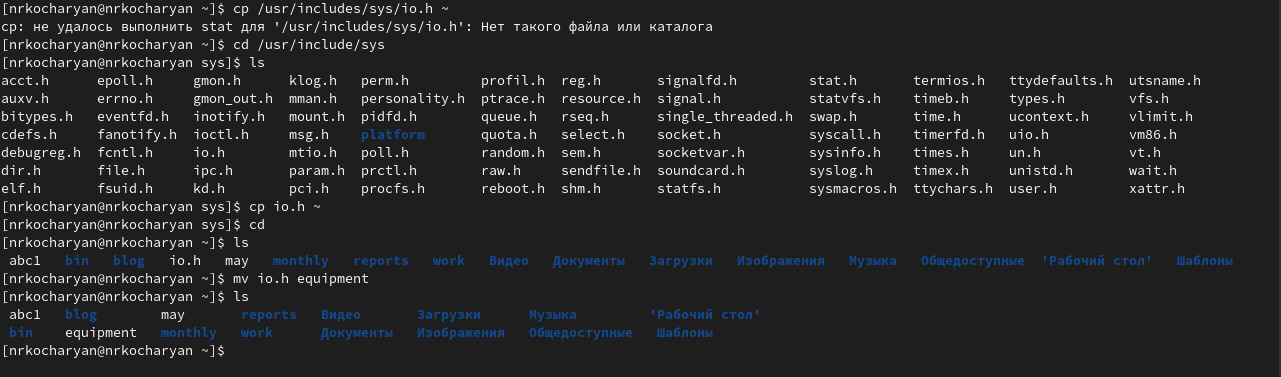 [nrkocharyan@nrkocharyan ~]$ cp /usr/includes/sys/io.h ~
cp: не удалось выполнить stat для '/usr/includes/sys/io.h': Нет такого файла или каталога
[nrkocharyan@nrkocharyan ~]$ cd /usr/include/sys
[nrkocharyan@nrkocharyan sys]$ ls
acct.h epoll.h gmon.h klog.h perm.h profil.h reg.h signalfd.h stat.h termios.h ttydefaults.h utsname.h
auxv.h errno.h gmon_out.h mman.h personality.h ptrace.h resource.h signal.h statvfs.h timeb.h types.h vfs.h
bitypes.h eventfd.h inotify.h mount.h pidfd.h queue.h rseq.h single_threaded.h swap.h time.h ucontext.h vlimit.h
cdefs.h fanotify.h ioctl.h msg.h platform quota.h select.h socket.h syscall.h timerfd.h uio.h vm86.h
debugreg.h fcntl.h io.h mtio.h poll.h random.h sem.h socketvar.h sysinfo.h times.h un.h vt.h
dir.h file.h ipc.h param.h prctl.h raw.h sendfile.h soundcard.h syslog.h timex.h unistd.h wait.h
elf.h fsuid.h kd.h pci.h procfs.h reboot.h shm.h statfs.h sysmacros.h ttychars.h user.h xattr.h
[nrkocharyan@nrkocharyan sys]$ cp io.h ~
[nrkocharyan@nrkocharyan sys]$ cd
[nrkocharyan@nrkocharyan ~]$ ls
abc1 bin blog io.h may monthly reports work Видео Документы Загрузки Изображения Музыка Общедоступные 'Рабочий стол' Шаблоны
[nrkocharyan@nrkocharyan ~]$ mv io.h equipment
[nrkocharyan@nrkocharyan ~]$ ls
abc1 blog may reports Видео Загрузки Музыка 'Рабочий стол'
bin equipment monthly work Документы Изображения Общедоступные Шаблоны
[nrkocharyan@nrkocharyan ~]$